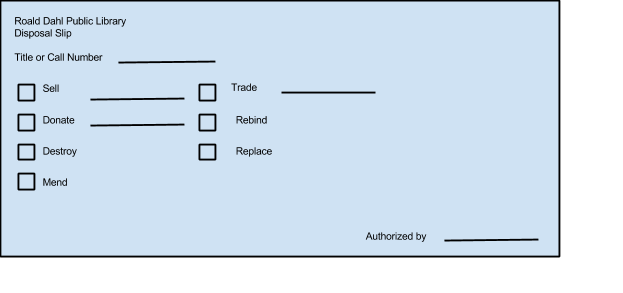 Roald Dahl Public Library
Disposal Slip
Title or Call Number
Sell
Trade
Donate
Rebind
Destroy
Replace
Mend
Authorized by